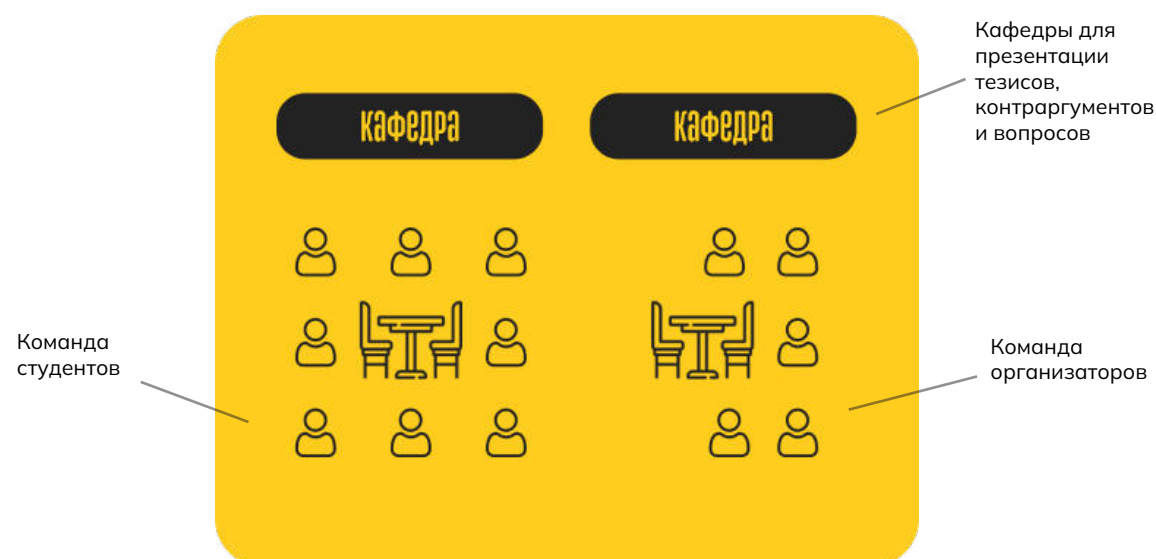 Кафедры для
презентации
тезисов,
контраргументов
и вопросов
кафедра
кафедра
Команда
студентов
Команда
организаторов